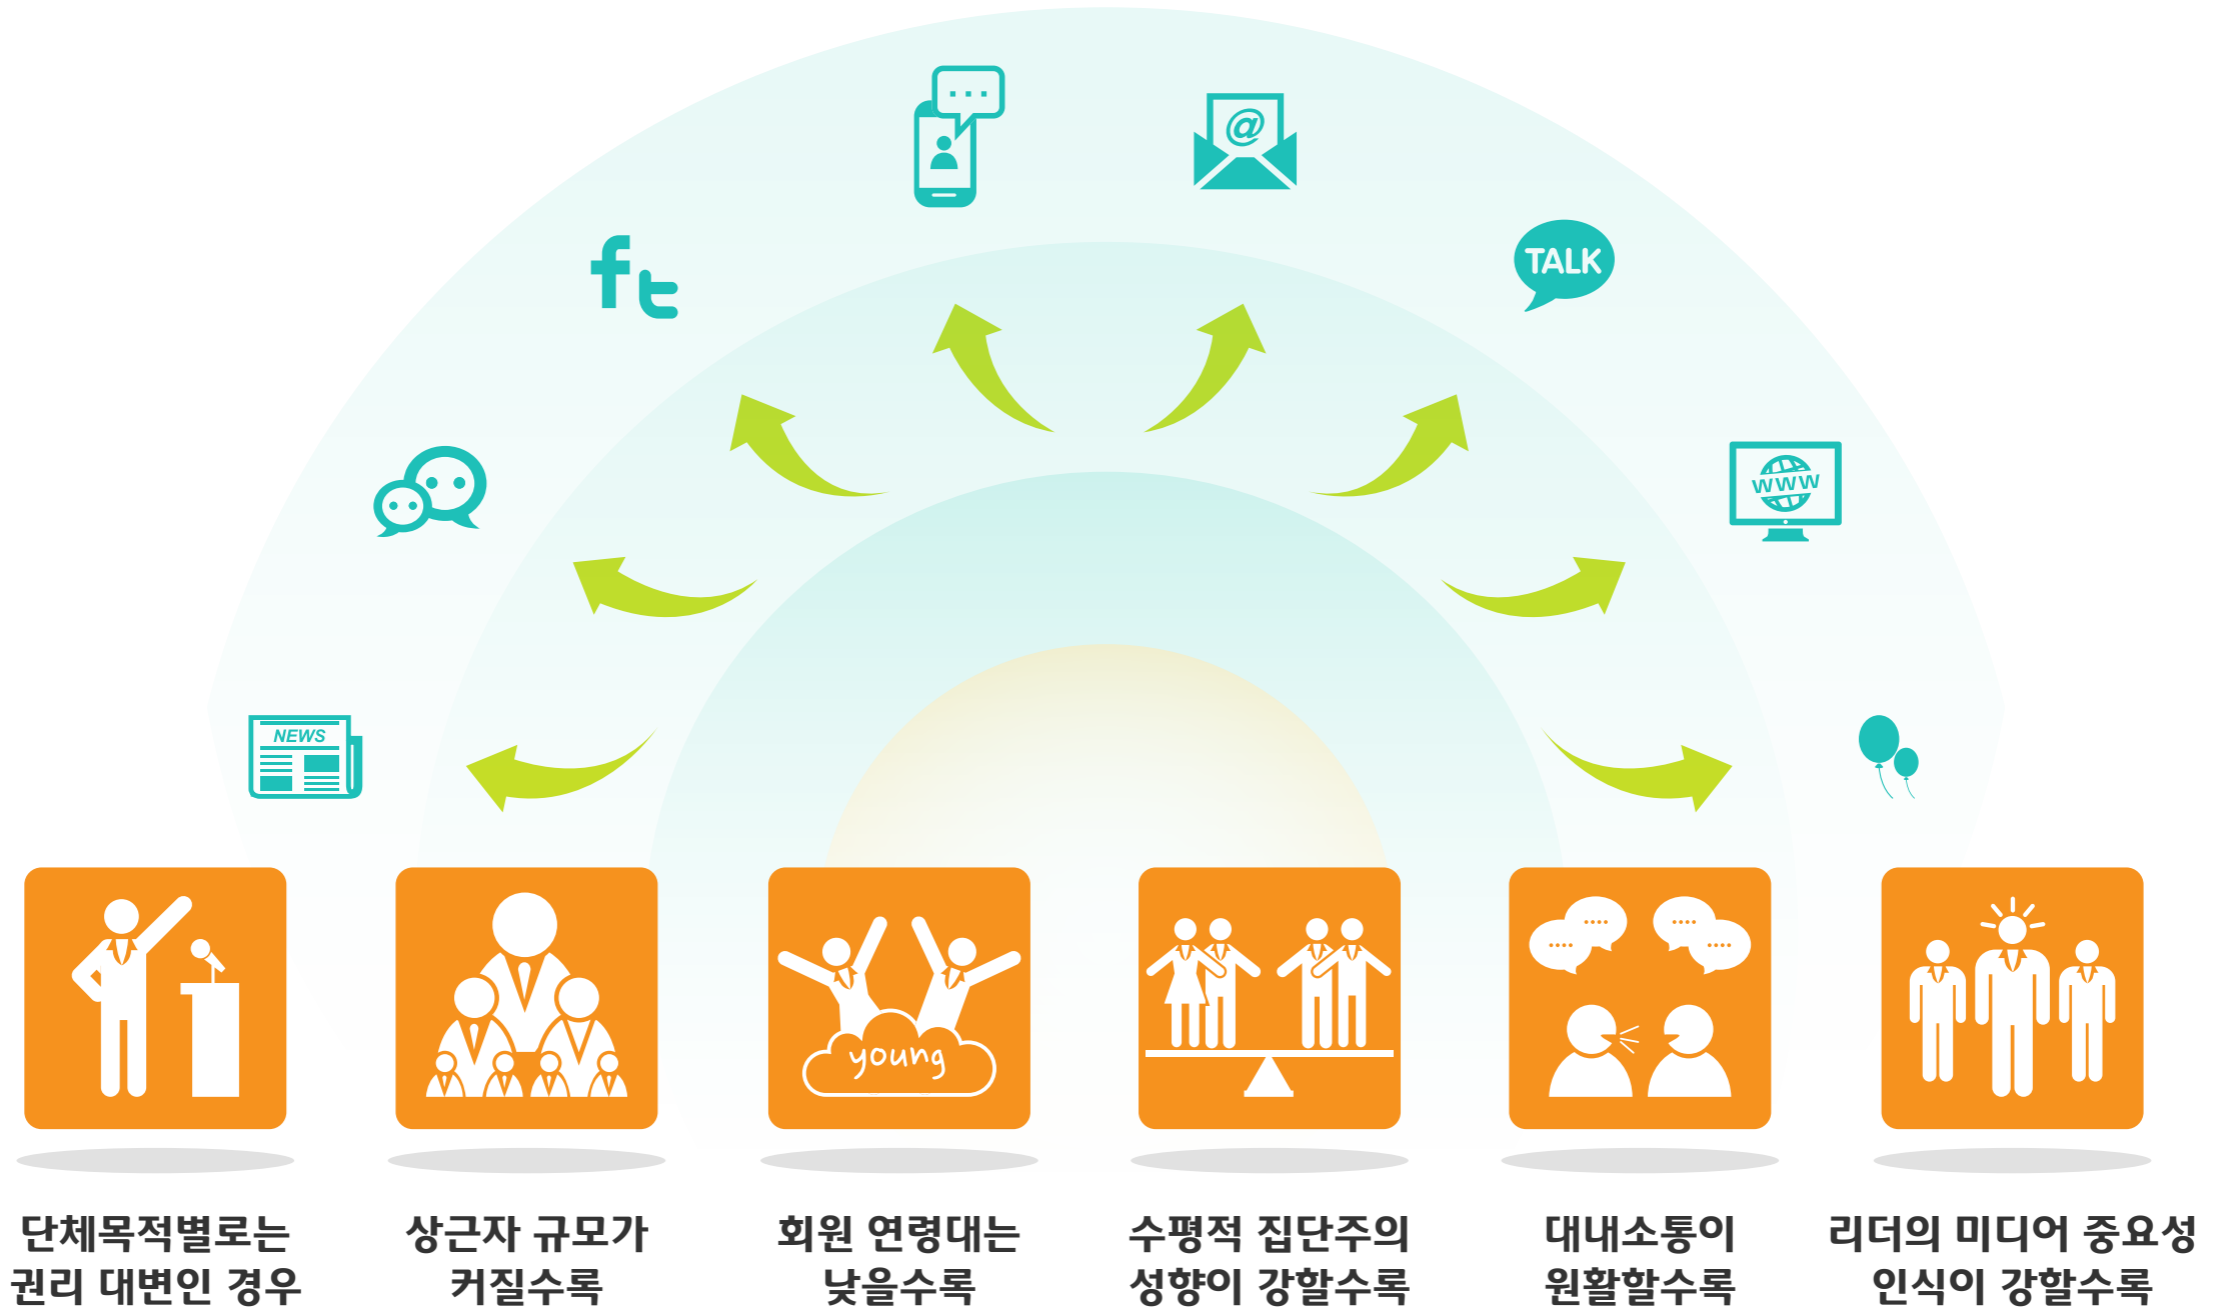 @
TALK
f t
www
NEWS
young
단체목적별로는
권리 대변인 경우
상근자 규모가
커질수록
회원 연령대는
낮을수록
수평적 집단주의
성향이 강할수록
대내소통이
원활할수록
리더의 미디어 중요성
인식이 강할수록